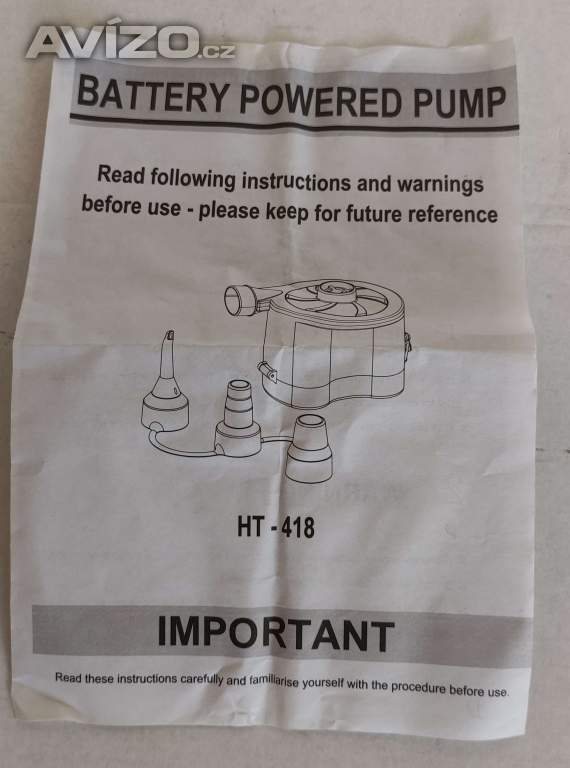 AVÍZO.cz
BATTERY POWERED PUMP
Read following instructions and warnings
before use - please keep for future reference
HT - 418
IMPORTANT
Read these instructions carefully and familiarise yourself with the procedure before use.